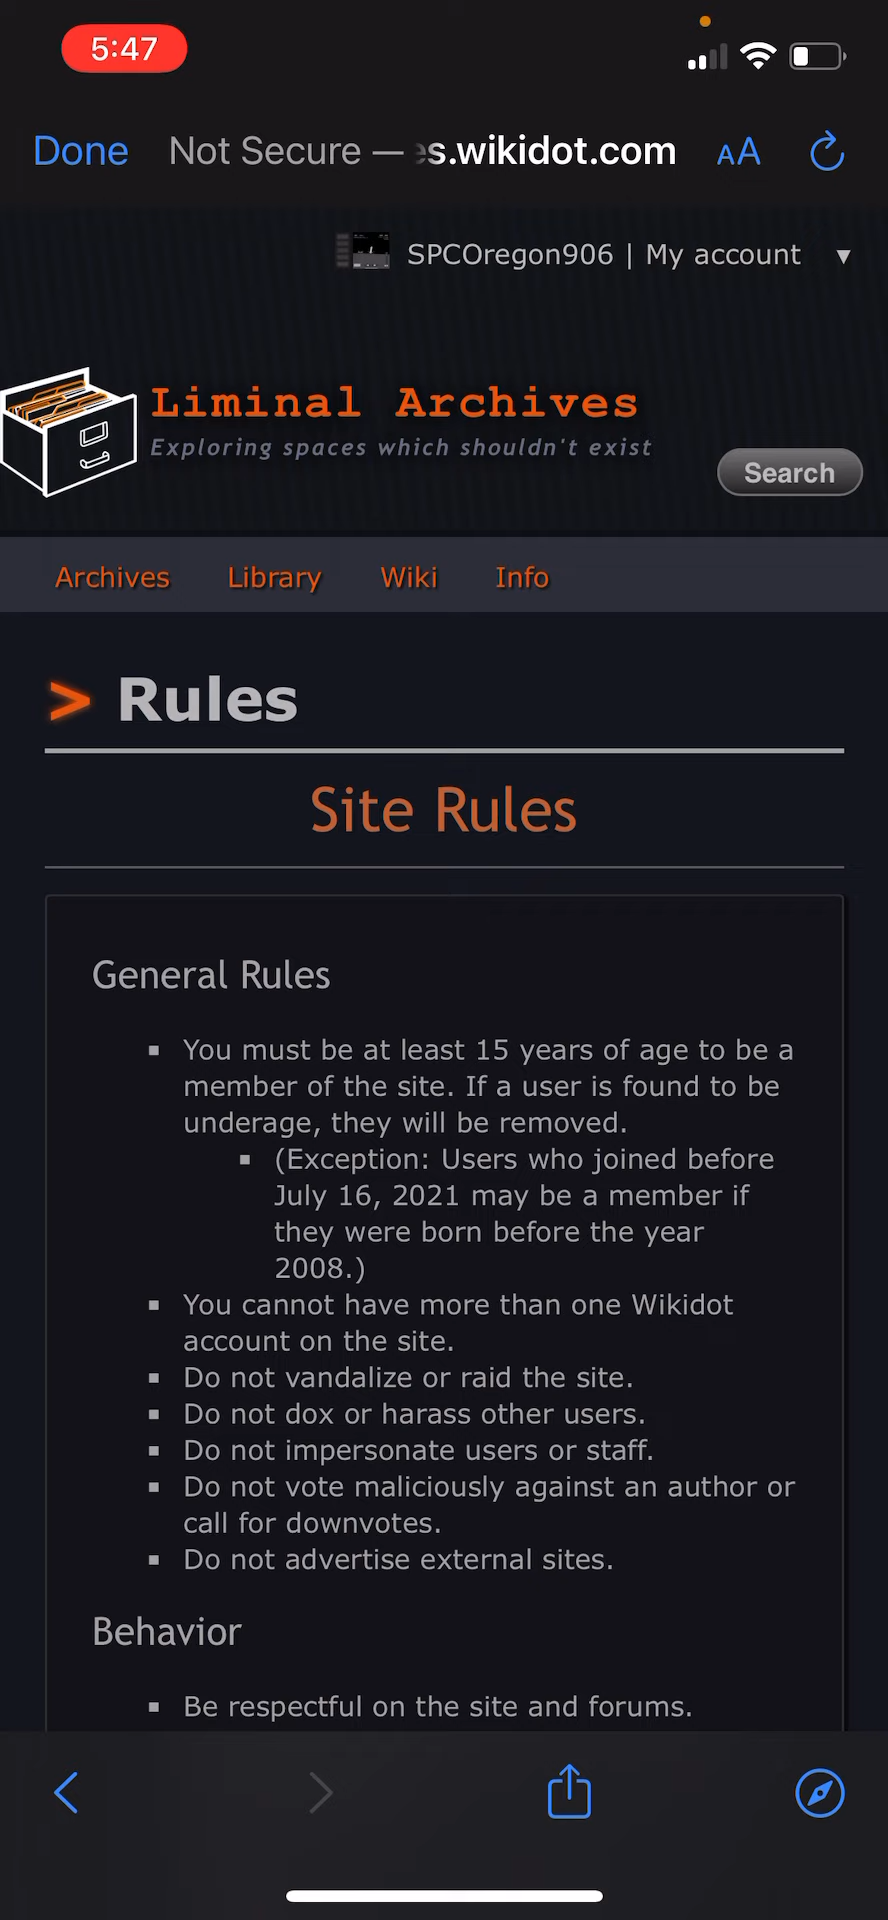 5:47
Done Not Secure — s.wikidot.com AA
SPCOregon906 | My account ▼
Liminal Archives
Exploring spaces which shouldn't exist
Search
Archives Library Wiki Info
> Rules
Site Rules
General Rules
▪ You must be at least 15 years of age to be a
member of the site. If a user is found to be
underage, they will be removed.
▪ (Exception: Users who joined before
July 16, 2021 may be a member if
they were born before the year
2008.)
▪ You cannot have more than one Wikidot
account on the site.
▪ Do not vandalize or raid the site.
▪ Do not dox or harass other users.
▪ Do not impersonate users or staff.
▪ Do not vote maliciously against an author or
call for downvotes.
▪ Do not advertise external sites.
Behavior
▪ Be respectful on the site and forums.